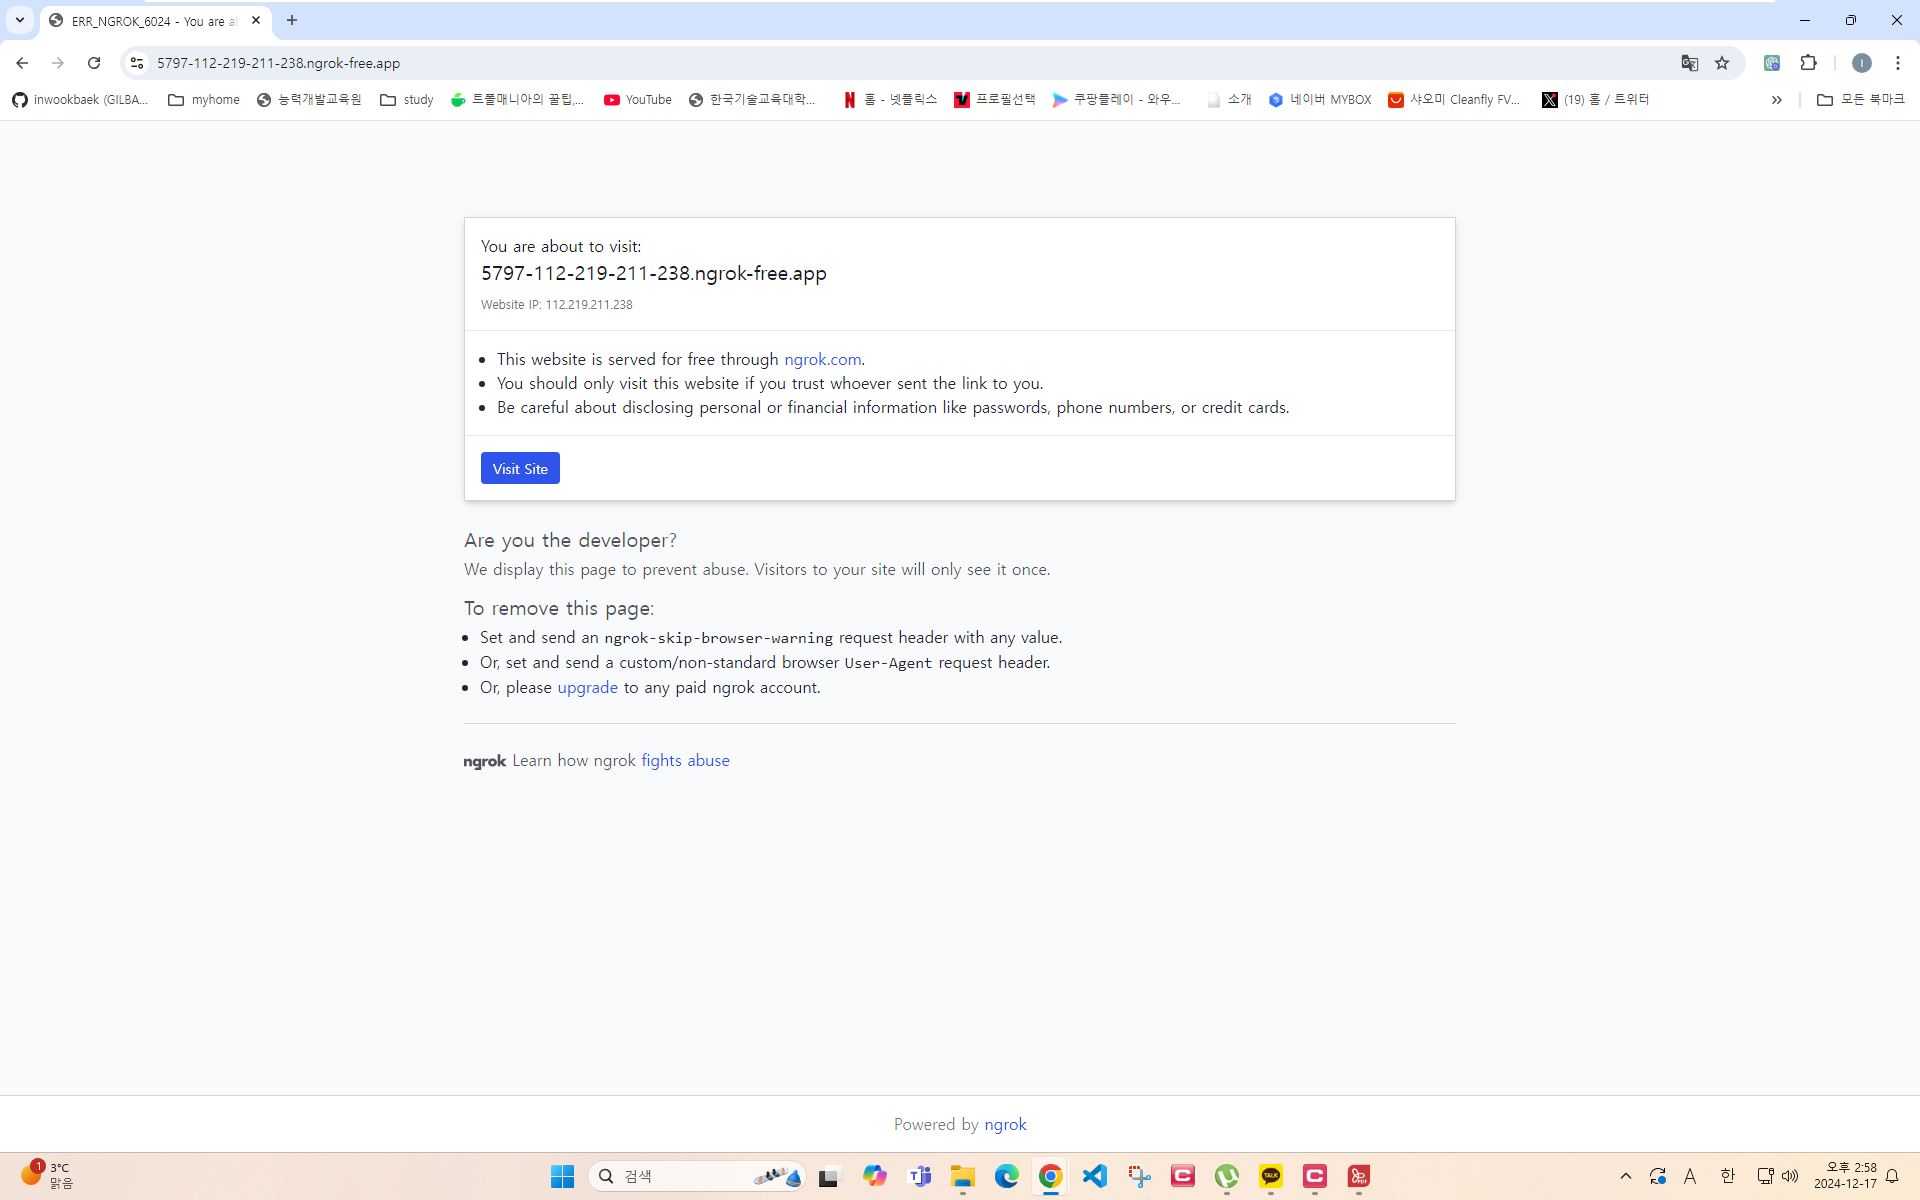 ERR_NGROK_6024 - You are a
5797-112-219-211-238.ngrok-free.app
inwookbaek (GILBA...
myhome
능력개발교육원
study
트롤매니아의 꿀팁,...
YouTube
한국기술교육대학...
홈 - 넷플릭스
프로필선택
쿠팡플레이 - 와우...
소개
네이버 MYBOX
샤오미 Cleanfly FV...
(19) 홈 / 트위터
모든 북마크
You are about to visit:
5797-112-219-211-238.ngrok-free.app
Website IP: 112.219.211.238
This website is served for free through ngrok.com.
You should only visit this website if you trust whoever sent the link to you.
Be careful about disclosing personal or financial information like passwords, phone numbers, or credit cards.
Visit Site
Are you the developer?
We display this page to prevent abuse. Visitors to your site will only see it once.
To remove this page:
Set and send an ngrok-skip-browser-warning request header with any value.
Or, set and send a custom/non-standard browser User-Agent request header.
Or, please upgrade to any paid ngrok account.
ngrok Learn how ngrok fights abuse
Powered by ngrok
1
3°C
맑음
검색
TALK
A
한
오후 2:58
2024-12-17